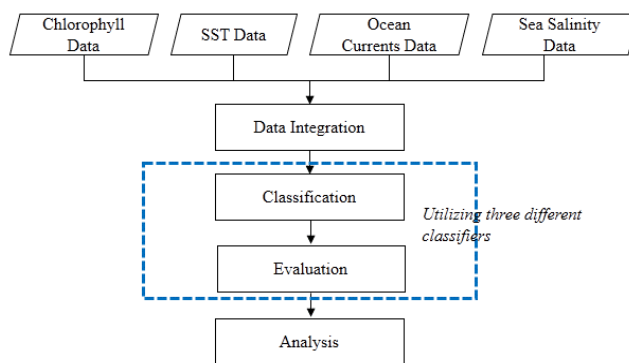 Chlorophyll
Data
SST Data
Ocean
Currents Data
Sea Salinity
Data
Data Integration
Classification
Utilizing three different
classifiers
Evaluation
Analysis